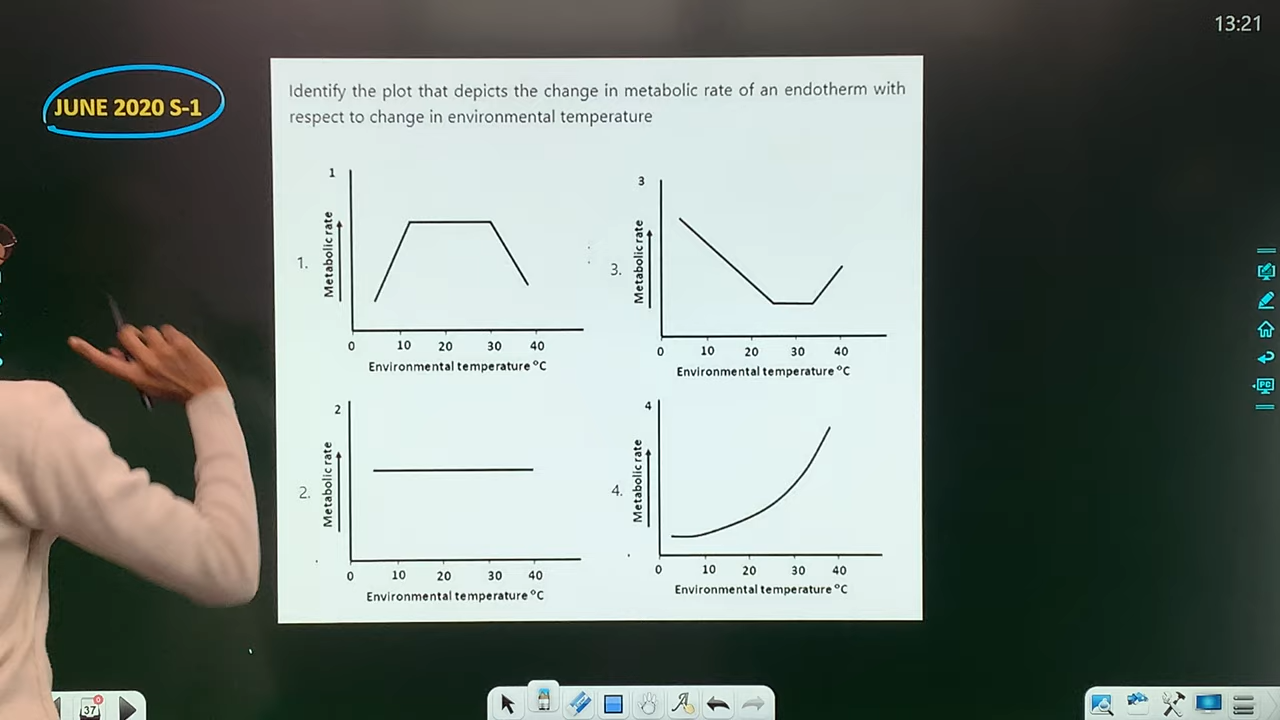 13:21
JUNE 2020 S-1
Identify the plot that depicts the change in metabolic rate of an endotherm with
respect to change in environmental temperature
1
1.
Metabolic rate
0 10 20 30 40
Environmental temperature °C
3
3.
Metabolic rate
0 10 20 30 40
Environmental temperature °C
2
2.
Metabolic rate
0 10 20 30 40
Environmental temperature °C
4
4.
Metabolic rate
0 10 20 30 40
Environmental temperature °C
PC
37
0
A